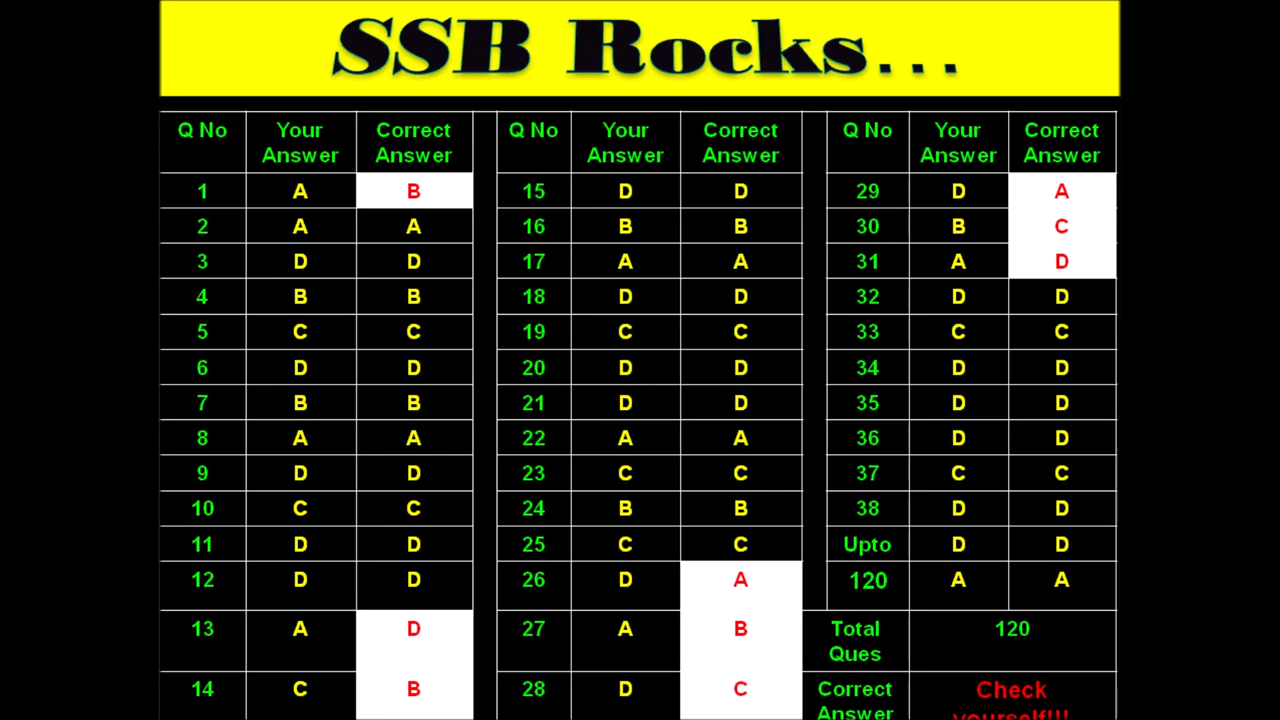 SSB Rocks...
Q No Your Answer Correct Answer Q No Your Answer Correct Answer Q No Your Answer Correct Answer
1 A B 15 D D 29 D A
2 A A 16 B B 30 B C
3 D D 17 A A 31 A D
4 B B 18 D D 32 D D
5 C C 19 C C 33 C C
6 D D 20 D D 34 D D
7 B B 21 D D 35 D D
8 A A 22 A A 36 D D
9 D D 23 C C 37 C C
10 C C 24 B B 38 D D
11 D D 25 C C Upto D D
12 D D 26 D A 120 A A
13 A D 27 A B Total Ques 120
14 C B 28 D C Correct Answer Check yourself!!!